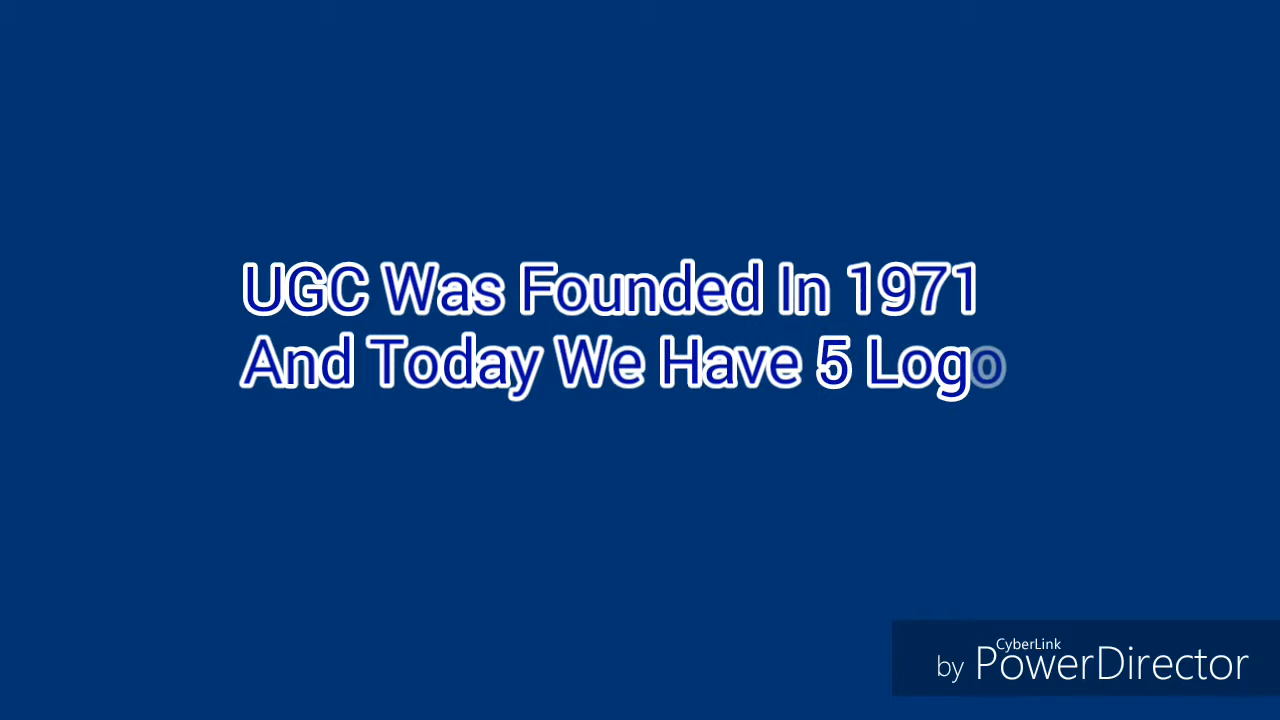 UGC Was Founded In 1971
And Today We Have 5 Logo
CyberLink
by PowerDirector